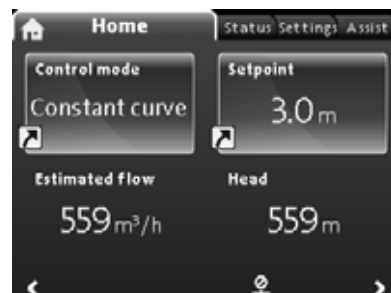 Home Status Settings Assist
Control mode Setpoint
Constant curve 3.0 m
Estimated flow Head
559 m³/h 559 m